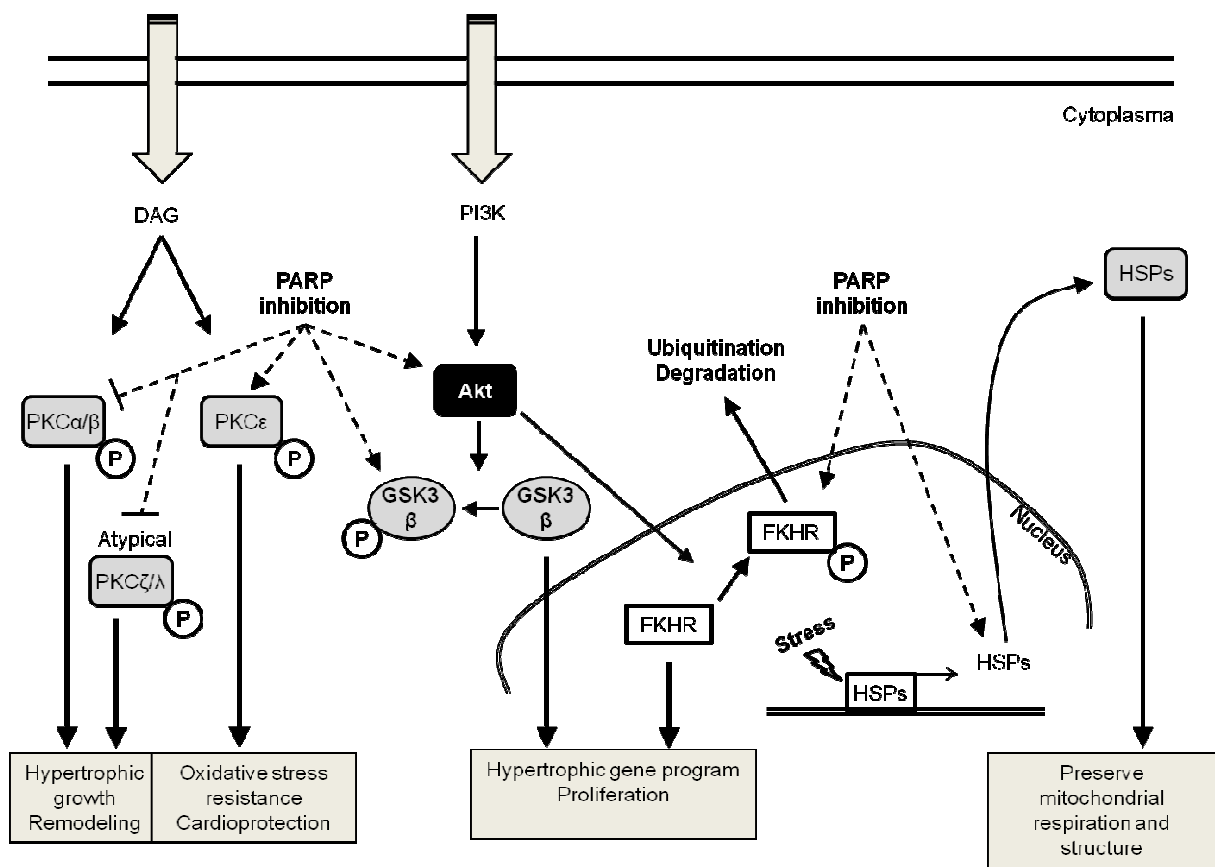 Cytoplasma
DAG
PI3K
PARP
inhibition
PARP
inhibition
HSPs
Ubiquitination
Degradation
Akt
PKCα/β
P
PKCε
P
GSK3
β
P
GSK3
β
Atypical
PKCζ/λ
P
FKHR
P
Nucleus
FKHR
Stress
HSPs
HSPs
Hypertrophic
growth
Remodeling
Oxidative stress
resistance
Cardioprotection
Hypertrophic gene program
Proliferation
Preserve
mitochondrial
respiration and
structure